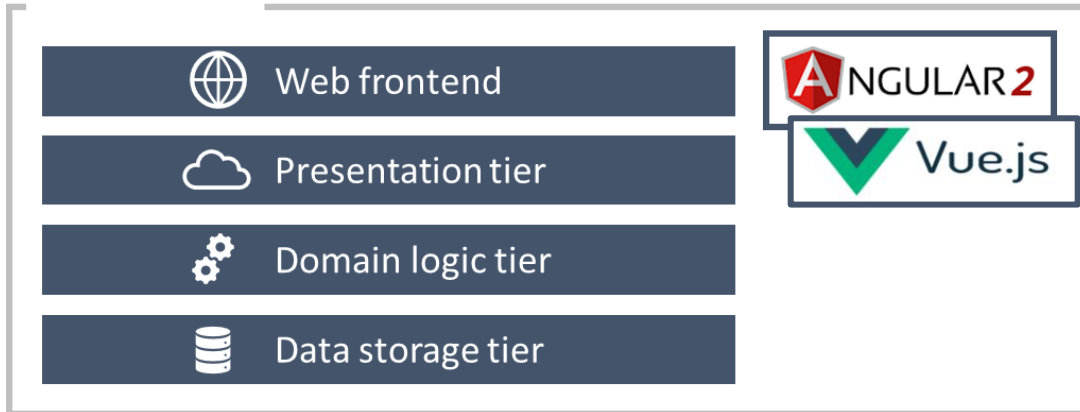 Web frontend
Presentation tier
Domain logic tier
Data storage tier
ANGULAR 2
Vue.js